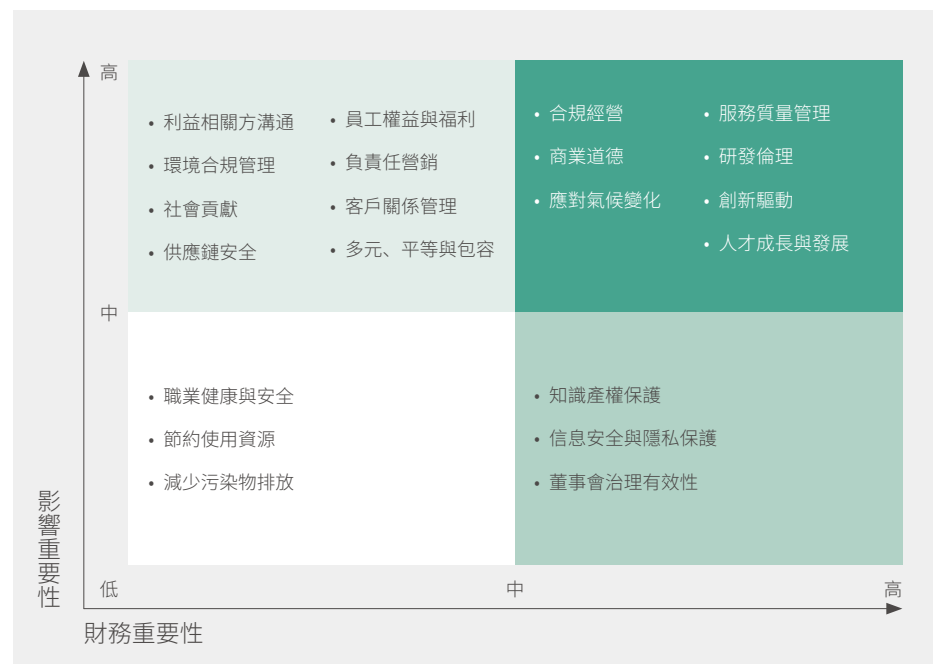 高
• 利益相關方溝通
• 環境合規管理
• 社會貢獻
• 供應鏈安全
• 員工權益與福利
• 負責任營銷
• 客戶關係管理
• 多元、平等與包容
• 合規經營
• 商業道德
• 應對氣候變化
• 服務質量管理
• 研發倫理
• 創新驅動
• 人才成長與發展
中
• 職業健康與安全
• 節約使用資源
• 減少污染物排放
• 知識產權保護
• 信息安全與隱私保護
• 董事會治理有效性
影響重要性
低
中
高
財務重要性